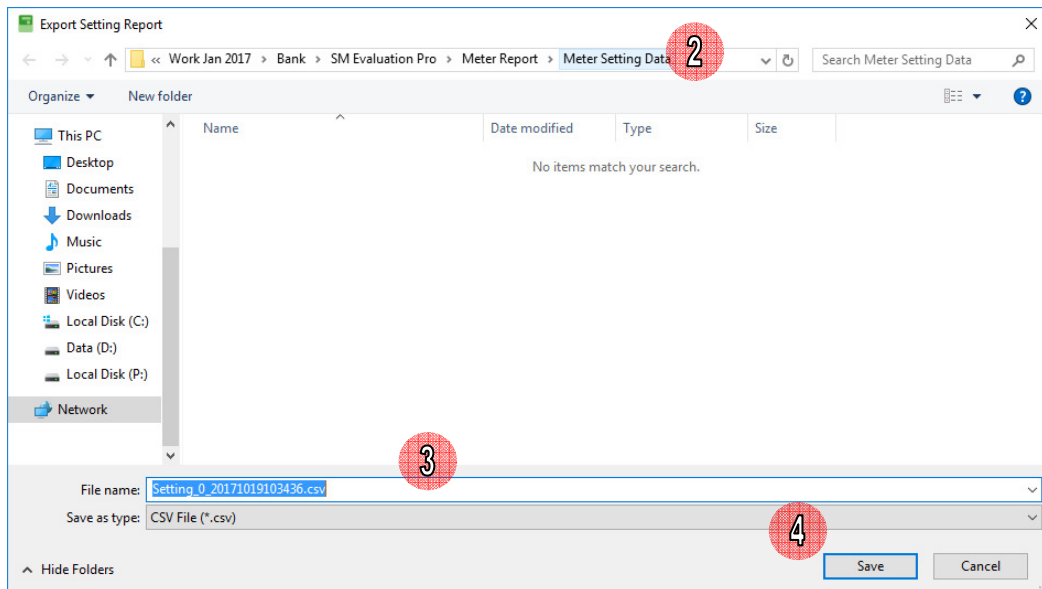 Export Setting Report
« Work Jan 2017 > Bank > SM Evaluation Pro > Meter Report > Meter Setting Data
2
Search Meter Setting Data
Organize
New folder
?
Name
Date modified
Type
Size
No items match your search.
This PC
Desktop
Documents
Downloads
Music
Pictures
Videos
Local Disk (C:)
Data (D:)
Local Disk (P:)
Network
3
File name: Setting_0_20171019103436.csv
Save as type: CSV File (*.csv)
4
Hide Folders
Save
Cancel